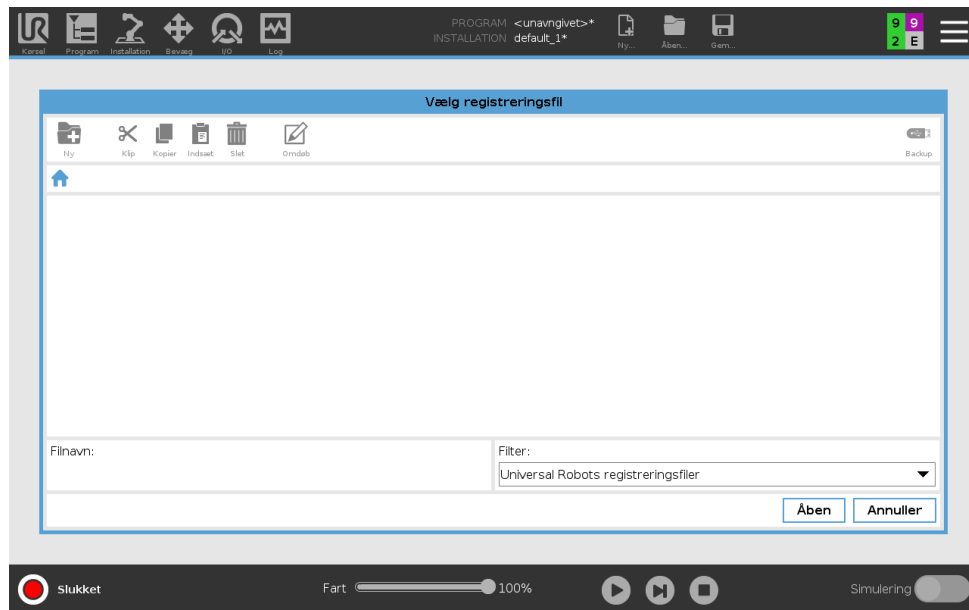 PROGRAM <unavngivet>*
INSTALLATION default_1*
Kørsel Program Installation Bevæg I/O Log Ny... Åben... Gem...
9 9
2 E
Vælg registreringsfil
Ny Klip Kopier Indsæt Slet Omdøb Backup
Filnavn: Filter:
Universal Robots registreringsfiler
Åben Annuller
Slukket Fart 100% Simulering